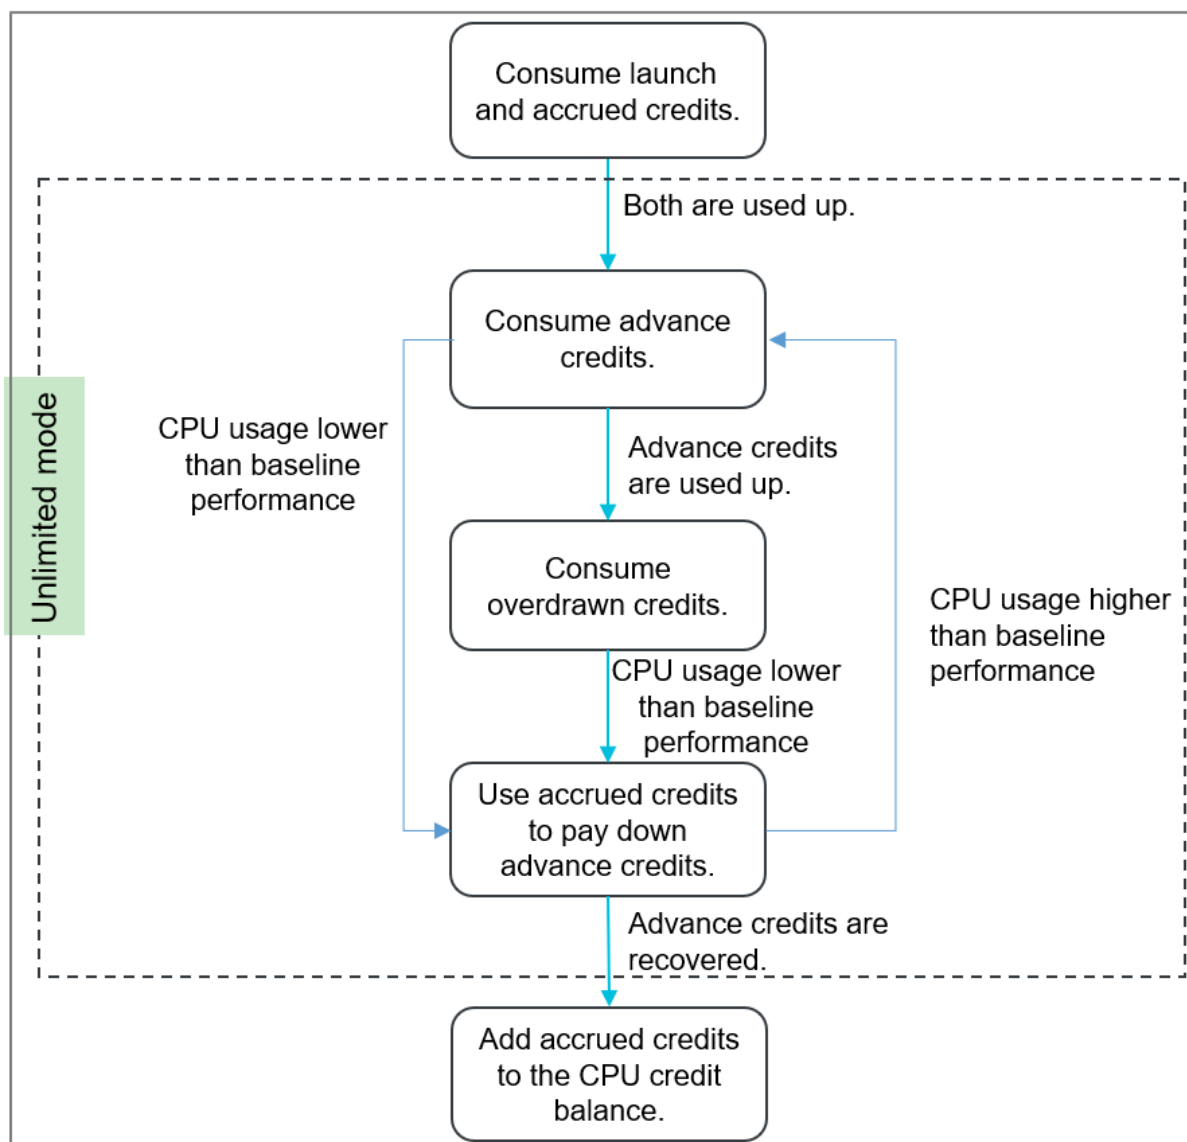 Consume launch
and accrued credits.
Both are used up.
Consume advance
credits.
CPU usage lower
than baseline
performance
Advance credits
are used up.
Unlimited mode
Consume
overdrawn credits.
CPU usage higher
than baseline
performance
CPU usage lower
than baseline
performance
Use accrued credits
to pay down
advance credits.
Advance credits are
recovered.
Add accrued credits
to the CPU credit
balance.